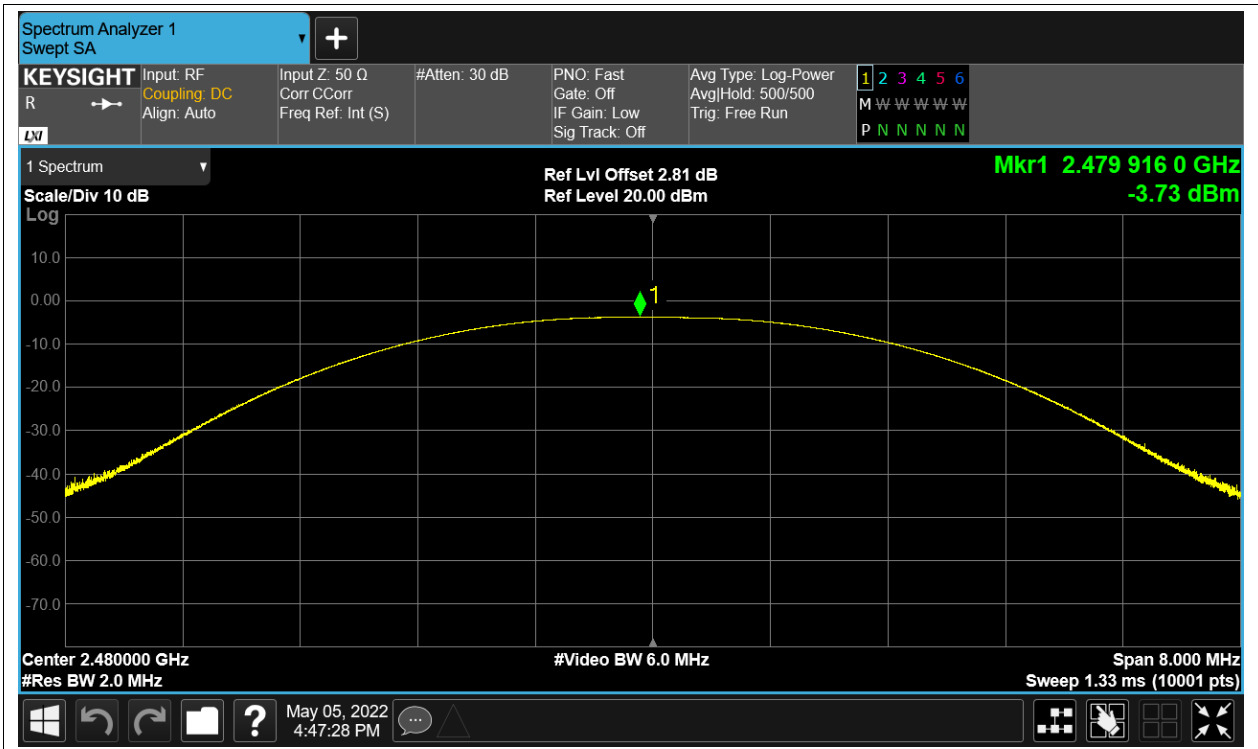 Spectrum Analyzer 1
Swept SA
+
KEYSIGHT
R
LXI
Input: RF
Coupling: DC
Align: Auto
Input Z: 50 Ω
Corr CCorr
Freq Ref: Int (S)
#Atten: 30 dB
PNO: Fast
Gate: Off
IF Gain: Low
Sig Track: Off
Avg Type: Log-Power
Avg|Hold: 500/500
Trig: Free Run
1 2 3 4 5 6
M W W W W W
P N N N N N
1 Spectrum
Scale/Div 10 dB
Log
Ref Lvl Offset 2.81 dB
Ref Level 20.00 dBm
Mkr1 2.479 916 0 GHz
-3.73 dBm
10.0
0.00
-10.0
-20.0
-30.0
-40.0
-50.0
-60.0
-70.0
1
Center 2.480000 GHz
#Res BW 2.0 MHz
#Video BW 6.0 MHz
Span 8.000 MHz
Sweep 1.33 ms (10001 pts)
?
May 05, 2022
4:47:28 PM